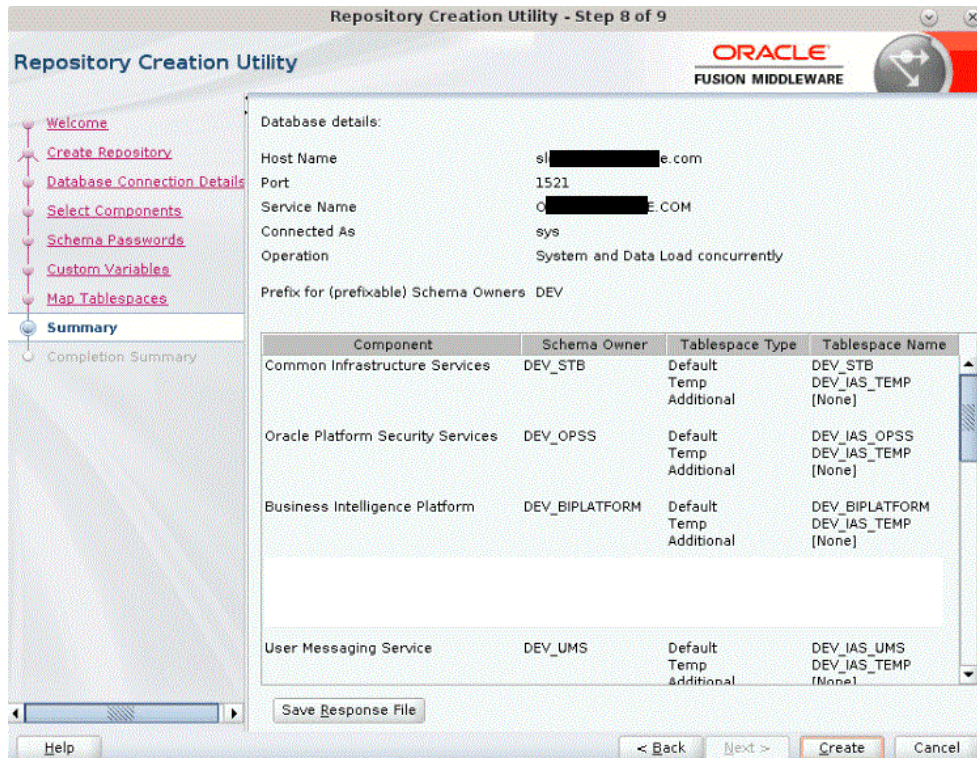 Repository Creation Utility - Step 8 of 9
Repository Creation Utility
ORACLE
FUSION MIDDLEWARE
Welcome
Create Repository
Database Connection Details
Select Components
Schema Passwords
Custom Variables
Map Tablespaces
Summary
Completion Summary
Database details:
Host Name sl e.com
Port 1521
Service Name O E.COM
Connected As sys
Operation System and Data Load concurrently
Prefix for (prefixable) Schema Owners DEV
Component Schema Owner Tablespace Type Tablespace Name
Common Infrastructure Services DEV_STB Default DEV_STB
Temp DEV_IAS_TEMP
Additional [None]
Oracle Platform Security Services DEV_OPSS Default DEV_IAS_OPSS
Temp DEV_IAS_TEMP
Additional [None]
Business Intelligence Platform DEV_BIPLATFORM Default DEV_BIPLATFORM
Temp DEV_IAS_TEMP
Additional [None]
User Messaging Service DEV_UMS Default DEV_IAS_UMS
Temp DEV_IAS_TEMP
Additional [None]
Save Response File
Help < Back Next > Create Cancel